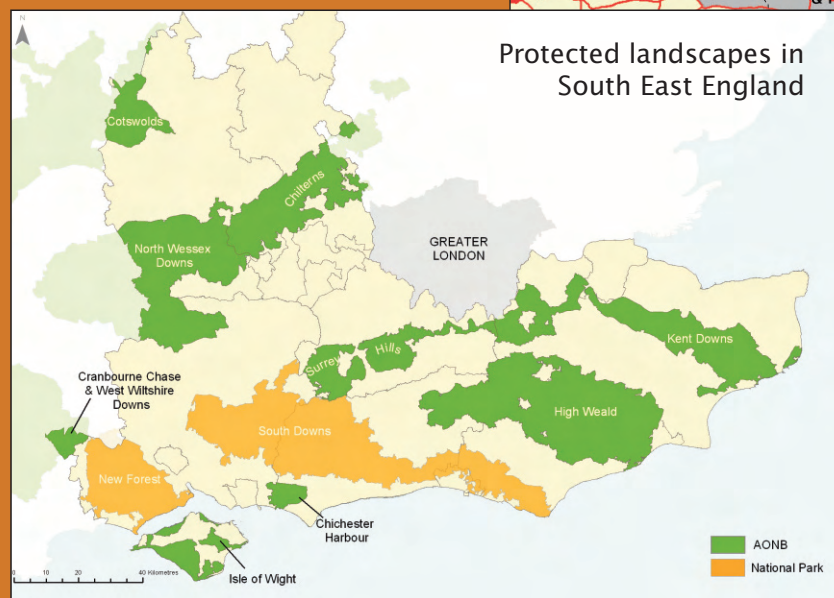 N
Protected landscapes in
South East England
Cotswolds
Chilterns
North Wessex
Downs
GREATER
LONDON
Surrey Hills
Kent Downs
Cranbourne Chase
& West Wiltshire
Downs
High Weald
South Downs
New Forest
Chichester
Harbour
Isle of Wight
0 10 20 40 Kilometres
AONB
National Park